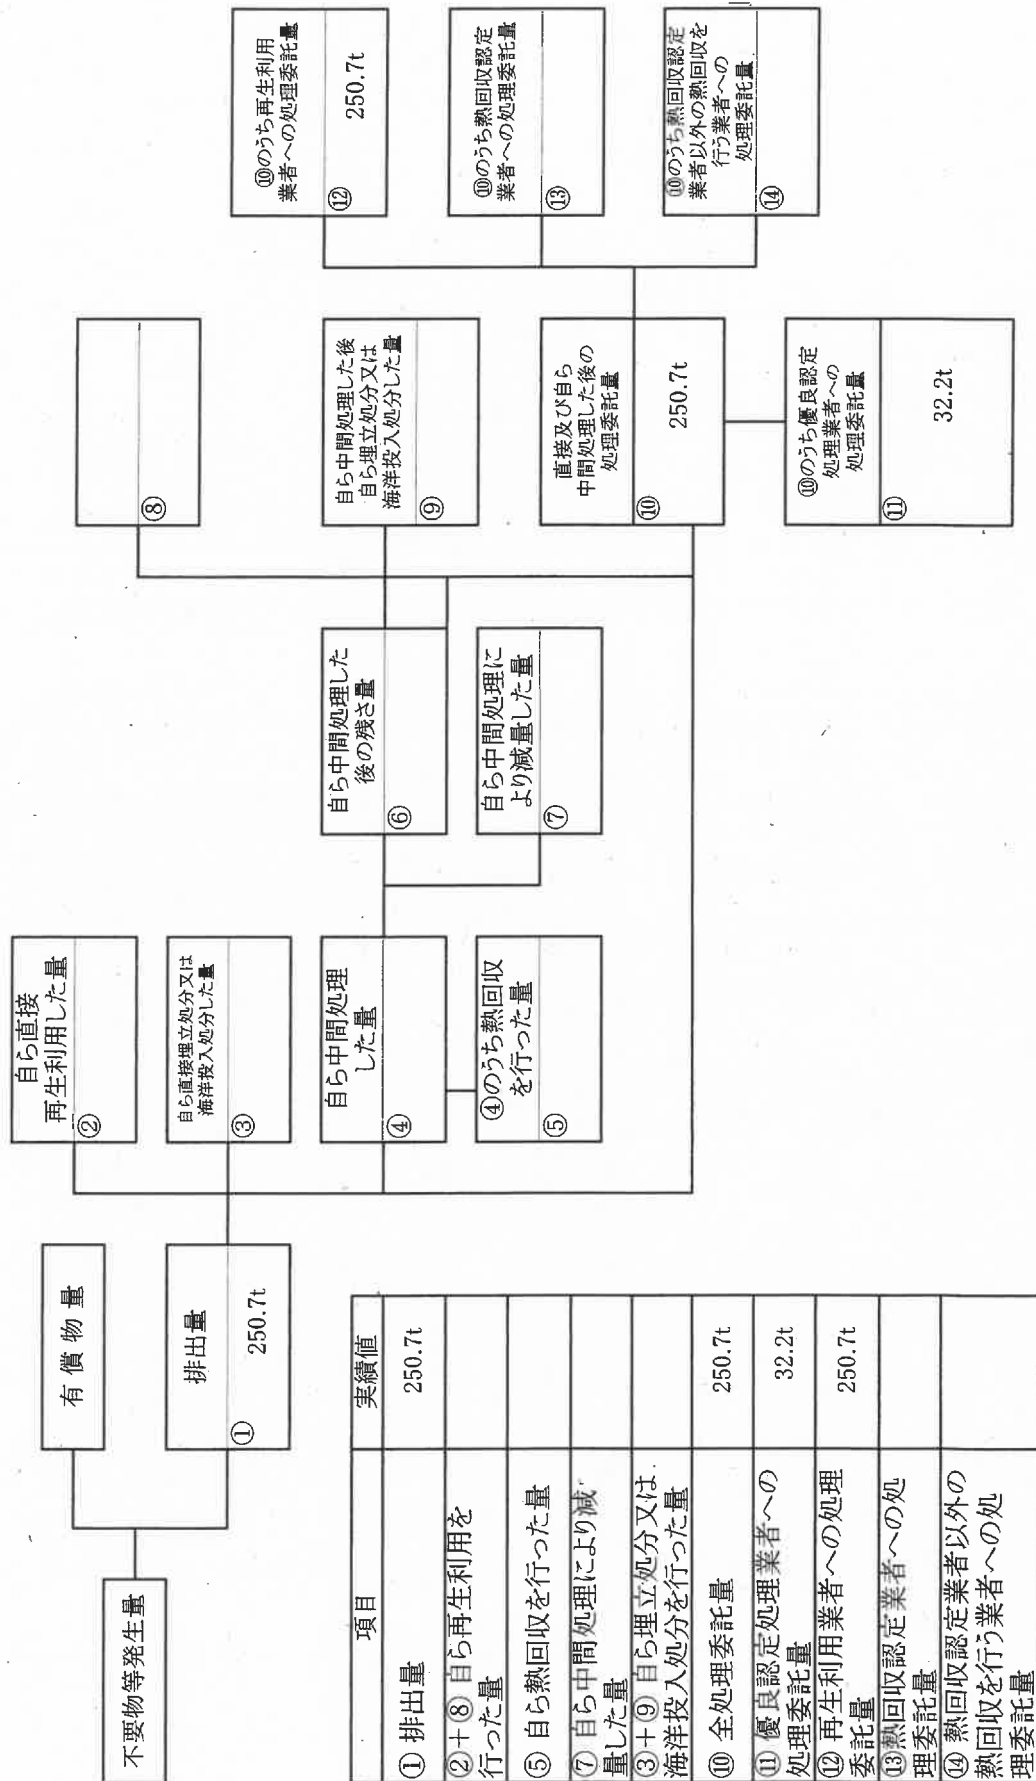 不要物等発生量
有償物量
排出量
①
250.7t
自ら直接
再生利用した量
②
自ら直接埋立処分又は
海洋投入処分した量
③
自ら中間処理
した量
④
④のうち熱回収
を行った量
⑤
自ら中間処理した
後の残さ量
⑥
自ら中間処理に
より減量した量
⑦
⑧
自ら中間処理した後
自ら埋立処分又は
海洋投入処分した量
⑨
直接及び自ら
中間処理した後の
処理委託量
⑩
250.7t
⑩のうち優良認定
処理業者への
処理委託量
⑪
32.2t
⑩のうち再生利用
業者への処理委託量
⑫
250.7t
⑩のうち熱回収認定
業者への処理委託量
⑬
⑩のうち熱回収認定
業者以外の熱回収を
行う業者への
処理委託量
⑭
項目 実績値
① 排出量 250.7t
②＋⑧ 自ら再生利用を
行った量
⑤ 自ら熱回収を行った量
⑦ 自ら中間処理により減
量した量
③＋⑨ 自ら埋立処分又は
海洋投入処分を行った量
⑩ 全処理委託量 250.7t
⑪ 優良認定処理業者への
処理委託量 32.2t
⑫ 再生利用業者への処理
委託量 250.7t
⑬ 熱回収認定業者への処
理委託量
⑭ 熱回収認定業者以外の
熱回収を行う業者への処
理委託量